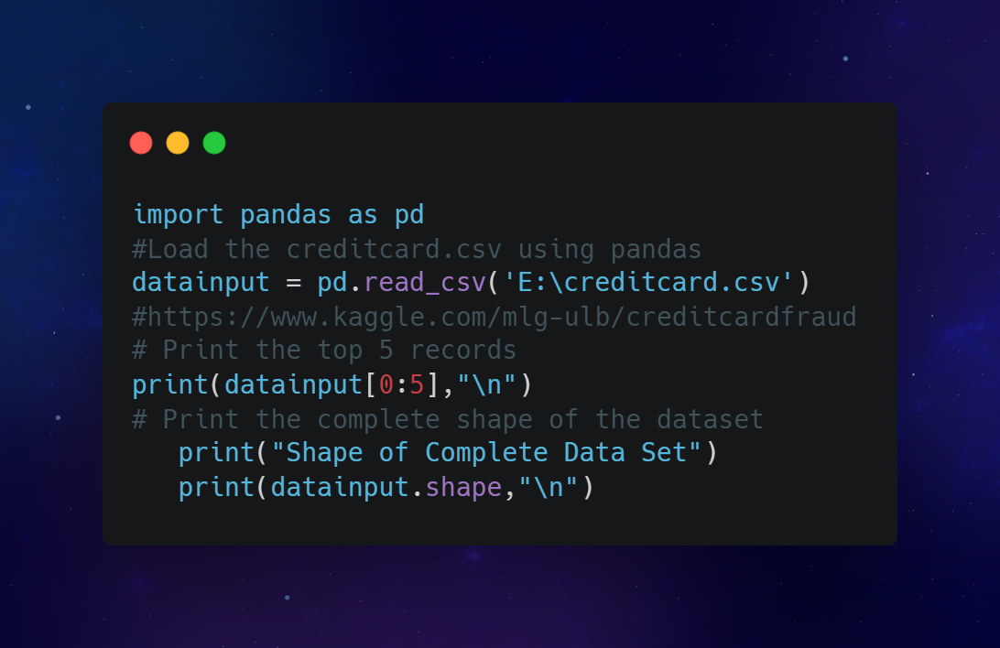 import pandas as pd
#Load the creditcard.csv using pandas
datainput = pd.read_csv('E:\creditcard.csv')
#https://www.kaggle.com/mlg-ulb/creditcardfraud
# Print the top 5 records
print(datainput[0:5],"\n")
# Print the complete shape of the dataset
   print("Shape of Complete Data Set")
   print(datainput.shape,"\n")